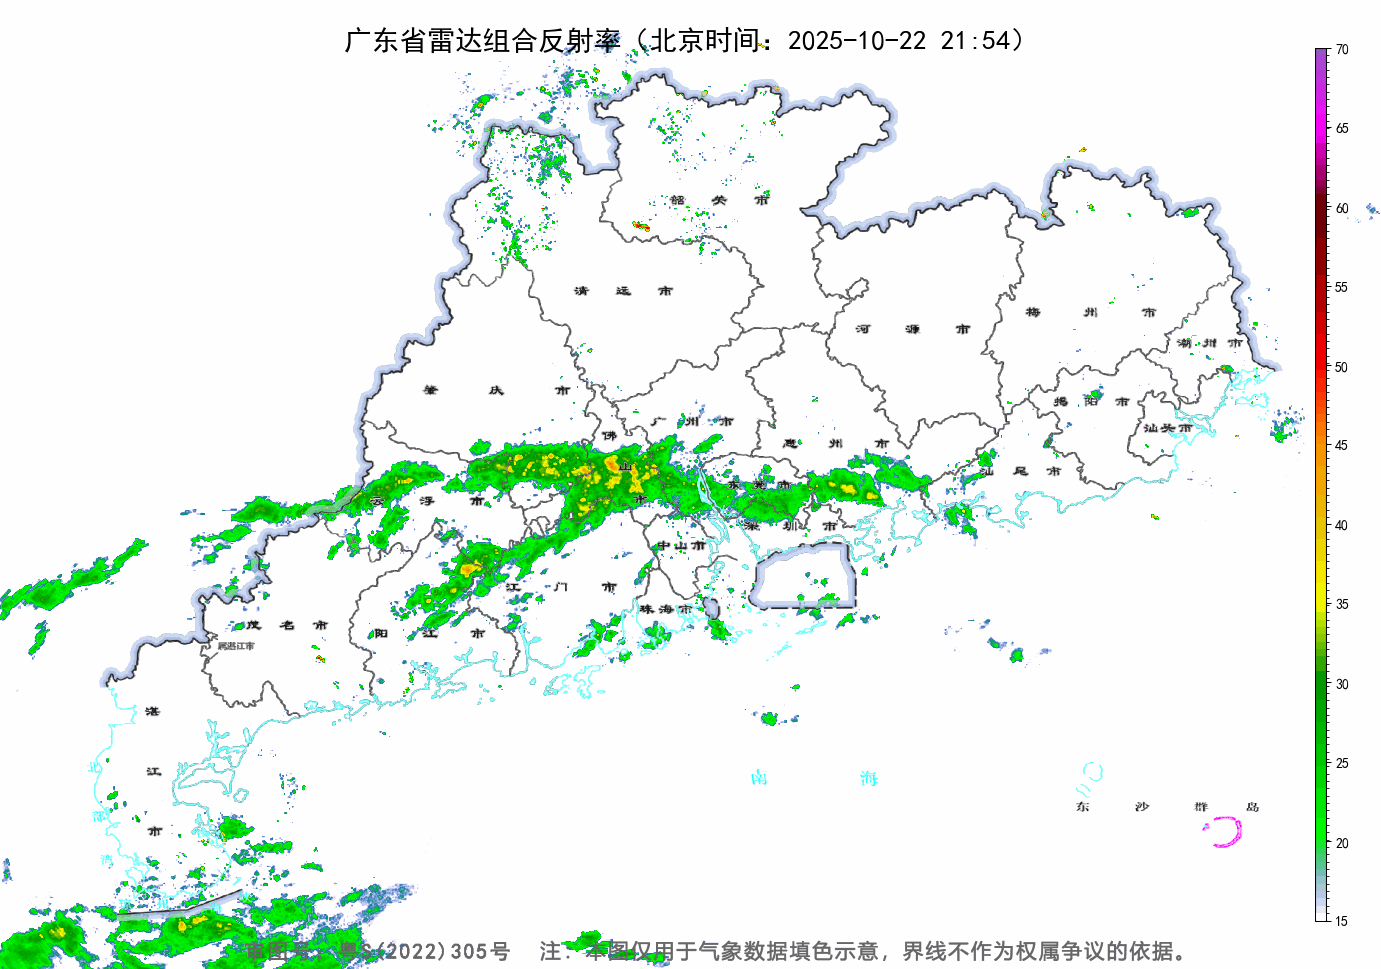 广东省雷达组合反射率（北京时间：2025-10-22 21:54）
70
65
60
55
50
45
40
35
30
25
20
15
韶 关 市
清 远 市
河 源 市
梅 州 市
潮 州 市
肇 庆 市
广 州 市
佛 山 市
惠 州 市
揭 阳 市
汕头市
汕 尾 市
东 莞 市
深 圳 市
云 浮 市
中山市
江 门 市
珠 海 市
茂 名 市
属湛江市
阳 江 市
湛 江 市
北 部 湾
南 海
东 沙 群 岛
审图号：粤S(2022)305号 注：本图仅用于气象数据填色示意，界线不作为权属争议的依据。